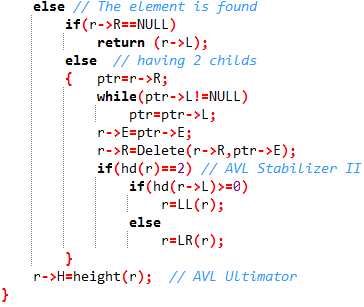 else // The element is found
if(r->R==NULL)
return (r->L);
else // having 2 childs
{ ptr=r->R;
while(ptr->L!=NULL)
ptr=ptr->L;
r->E=ptr->E;
r->R=Delete(r->R,ptr->E);
if(hd(r)==2) // AVL Stabilizer II
if(hd(r->L)>=0)
r=LL(r);
else
r=LR(r);
}
r->H=height(r); // AVL Ultimator
}